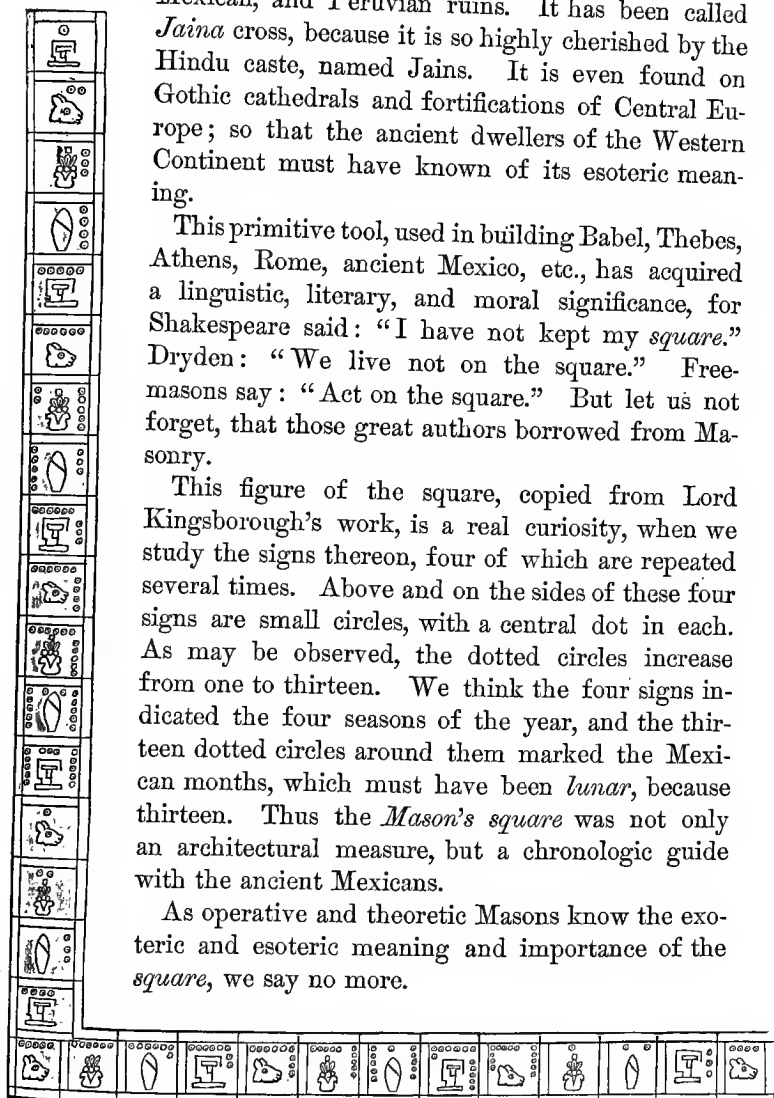 Mexican, and Peruvian ruins. It has been called
Jaina cross, because it is so highly cherished by the
Hindu caste, named Jains. It is even found on
Gothic cathedrals and fortifications of Central Eu-
rope; so that the ancient dwellers of the Western
Continent must have known of its esoteric mean-
ing.
This primitive tool, used in building Babel, Thebes,
Athens, Rome, ancient Mexico, etc., has acquired
a linguistic, literary, and moral significance, for
Shakespeare said: “I have not kept my square.”
Dryden: “We live not on the square.” Free-
masons say: “Act on the square.” But let us not
forget, that those great authors borrowed from Ma-
sonry.
This figure of the square, copied from Lord
Kingsborough's work, is a real curiosity, when we
study the signs thereon, four of which are repeated
several times. Above and on the sides of these four
signs are small circles, with a central dot in each.
As may be observed, the dotted circles increase
from one to thirteen. We think the four signs in-
dicated the four seasons of the year, and the thir-
teen dotted circles around them marked the Mexi-
can months, which must have been lunar, because
thirteen. Thus the Mason's square was not only
an architectural measure, but a chronologic guide
with the ancient Mexicans.
As operative and theoretic Masons know the exo-
teric and esoteric meaning and importance of the
square, we say no more.